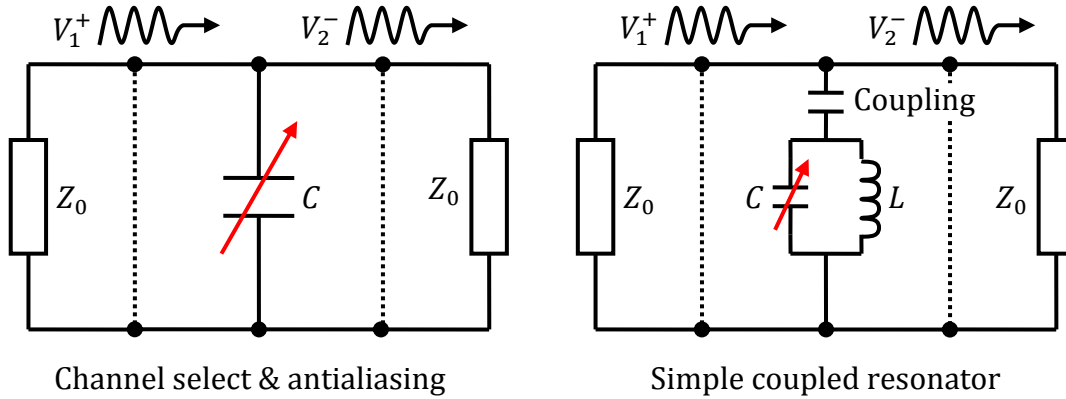 V₁⁺ V₂⁻
Z₀ C Z₀
Channel select & antialiasing
V₁⁺ V₂⁻
Coupling
Z₀ C L Z₀
Simple coupled resonator